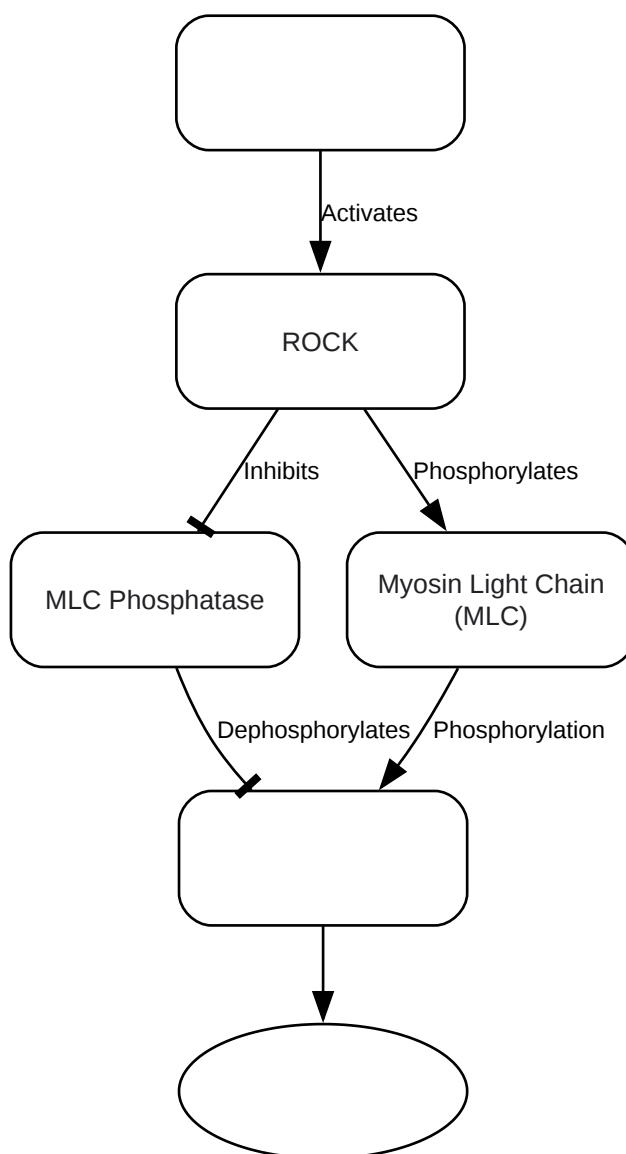 Activates
ROCK
Inhibits
Phosphorylates
MLC Phosphatase
Myosin Light Chain
(MLC)
Dephosphorylates
Phosphorylation